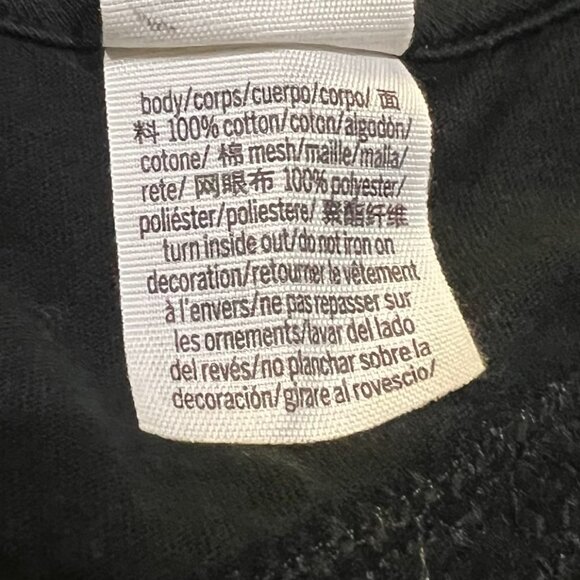 body/corps/cuerpo/corpo/ 面
料 100% cotton/coton/algodón/
cotone/ 棉 mesh/maille/malla/
rete/ 网眼布 100% polyester/
poliéster/poliestere/ 聚酯纤维
turn inside out/do not iron on
decoration/retourner le vêtement
à l'envers/ne pas repasser sur
les ornements/lavar del lado
del revés/no planchar sobre la
decoración/girare al rovescio/